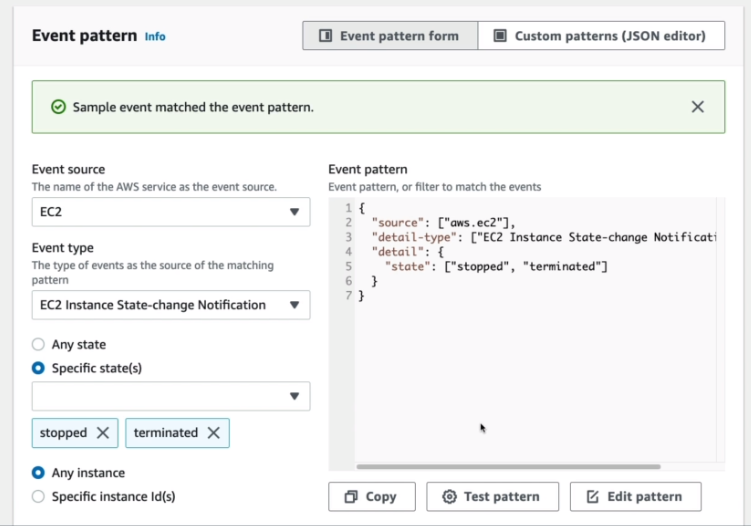 Event pattern Info
Event pattern form
Custom patterns (JSON editor)
Sample event matched the event pattern.
Event source
The name of the AWS service as the event source.
EC2
Event type
The type of events as the source of the matching
pattern
EC2 Instance State-change Notification
Any state
Specific state(s)
stopped
terminated
Any instance
Specific instance Id(s)
Event pattern
Event pattern, or filter to match the events
1 {
2 "source": ["aws.ec2"],
3 "detail-type": ["EC2 Instance State-change Notificati
4 "detail": {
5 "state": ["stopped", "terminated"]
6 }
7 }
Copy
Test pattern
Edit pattern